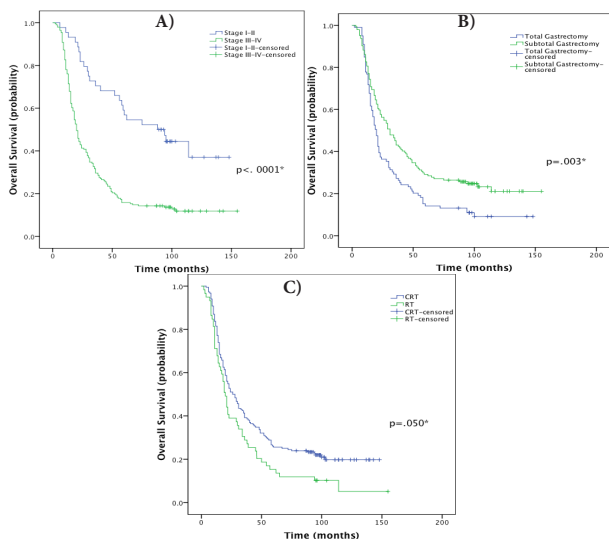 A)
Stage I-II
Stage III-IV
Stage I-II-censored
Stage III-IV-censored
Overall Survival (probability)
1.0
0.8
0.6
0.4
0.2
0.0
p<. 0001*
0 50 100 150 200
Time (months)
B)
Total Gastrectomy
Subtotal Gastrectomy
Total Gastrectomy-
censored
Subtotal Gastrectomy-
censored
Overall Survival (probability)
1.0
0.8
0.6
0.4
0.2
0.0
p=.003*
0 50 100 150 200
Time (months)
C)
CRT
RT
CRT-censored
RT-censored
Overall Survival (probability)
1.0
0.8
0.6
0.4
0.2
0.0
p=.050*
0 50 100 150 200
Time (months)